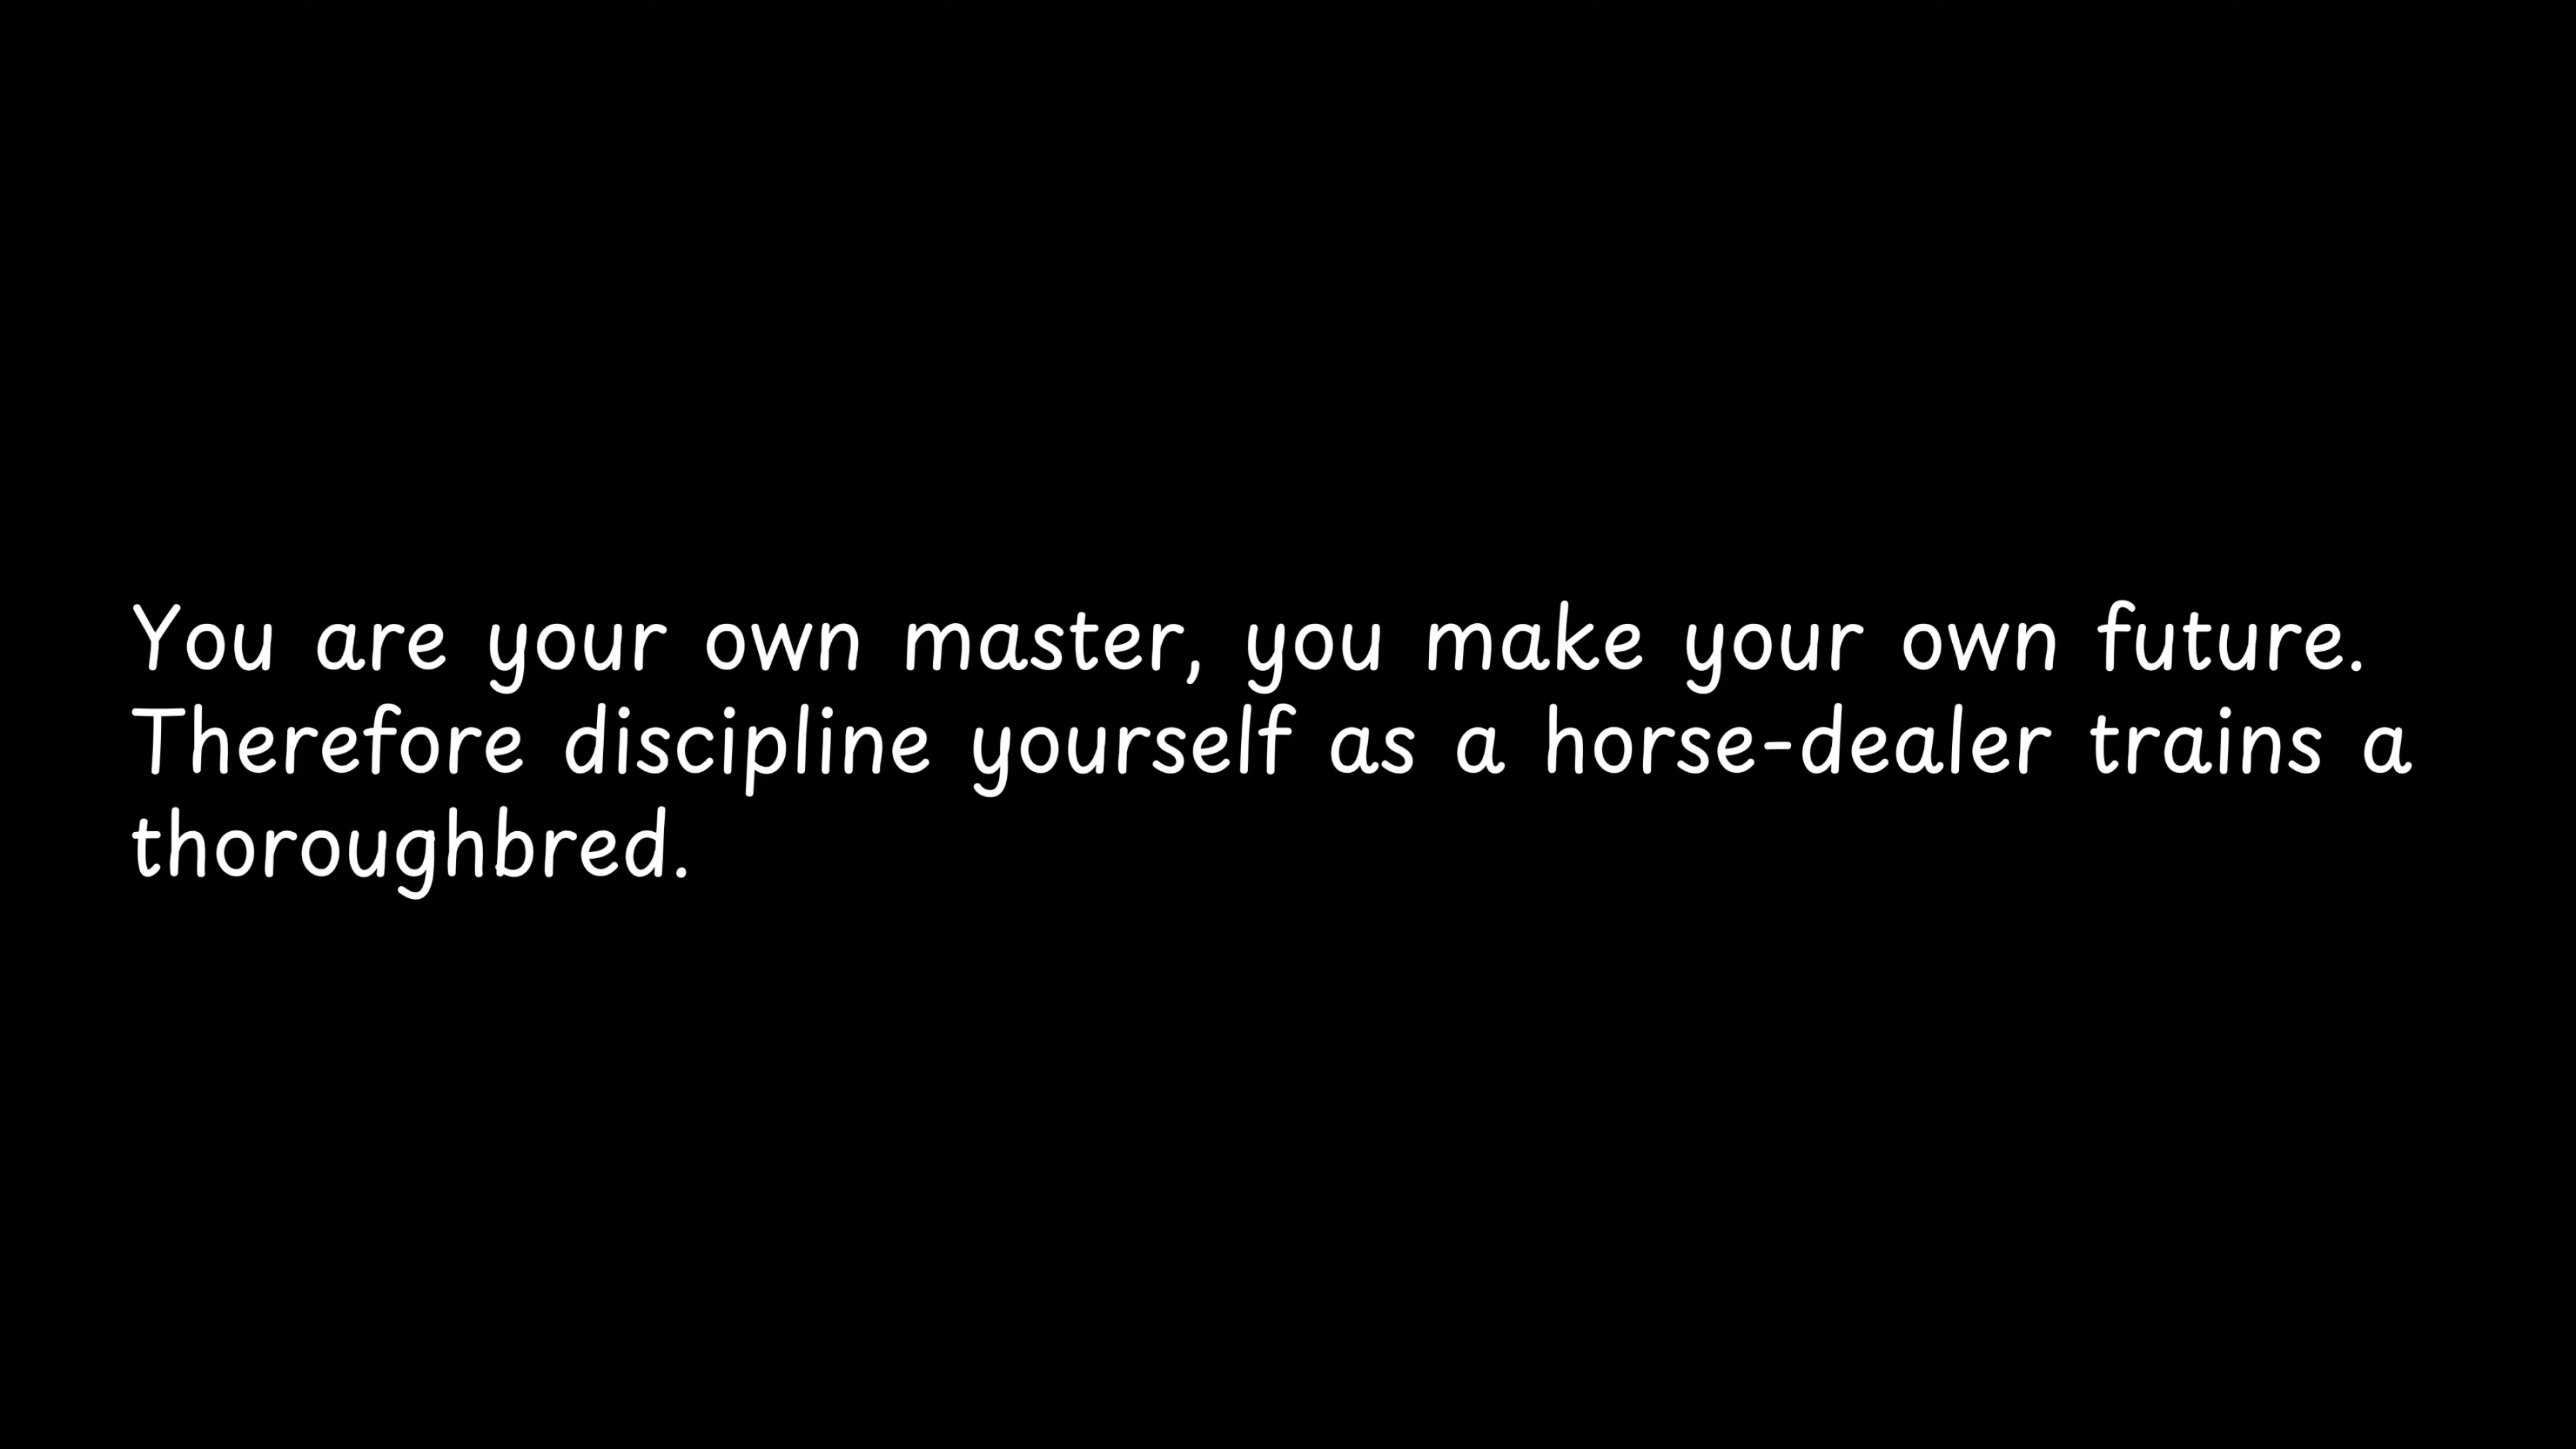 You are your own master, you make your own future.
Therefore discipline yourself as a horse-dealer trains a
thoroughbred.